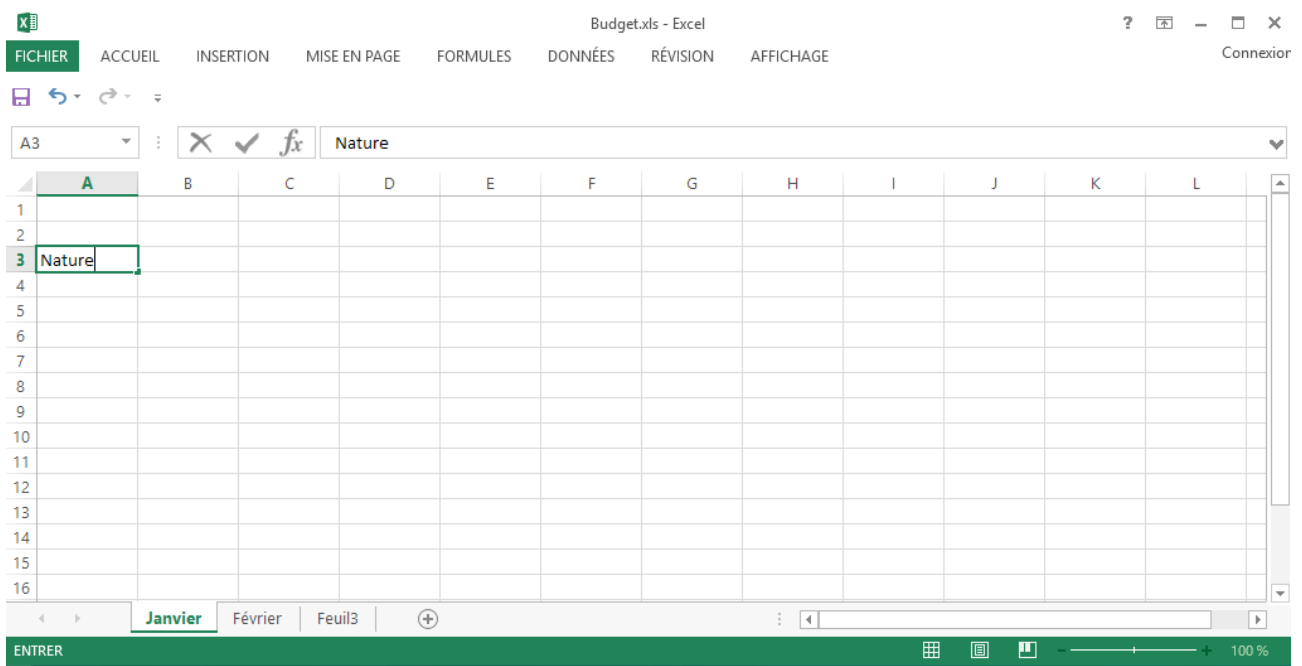 Budget.xls - Excel
?
FICHIER ACCUEIL INSERTION MISE EN PAGE FORMULES DONNÉES RÉVISION AFFICHAGE Connexion
A3 fx Nature
A B C D E F G H I J K L
1
2
3 Nature
4
5
6
7
8
9
10
11
12
13
14
15
16
Janvier Février Feuil3
ENTRER 100 %